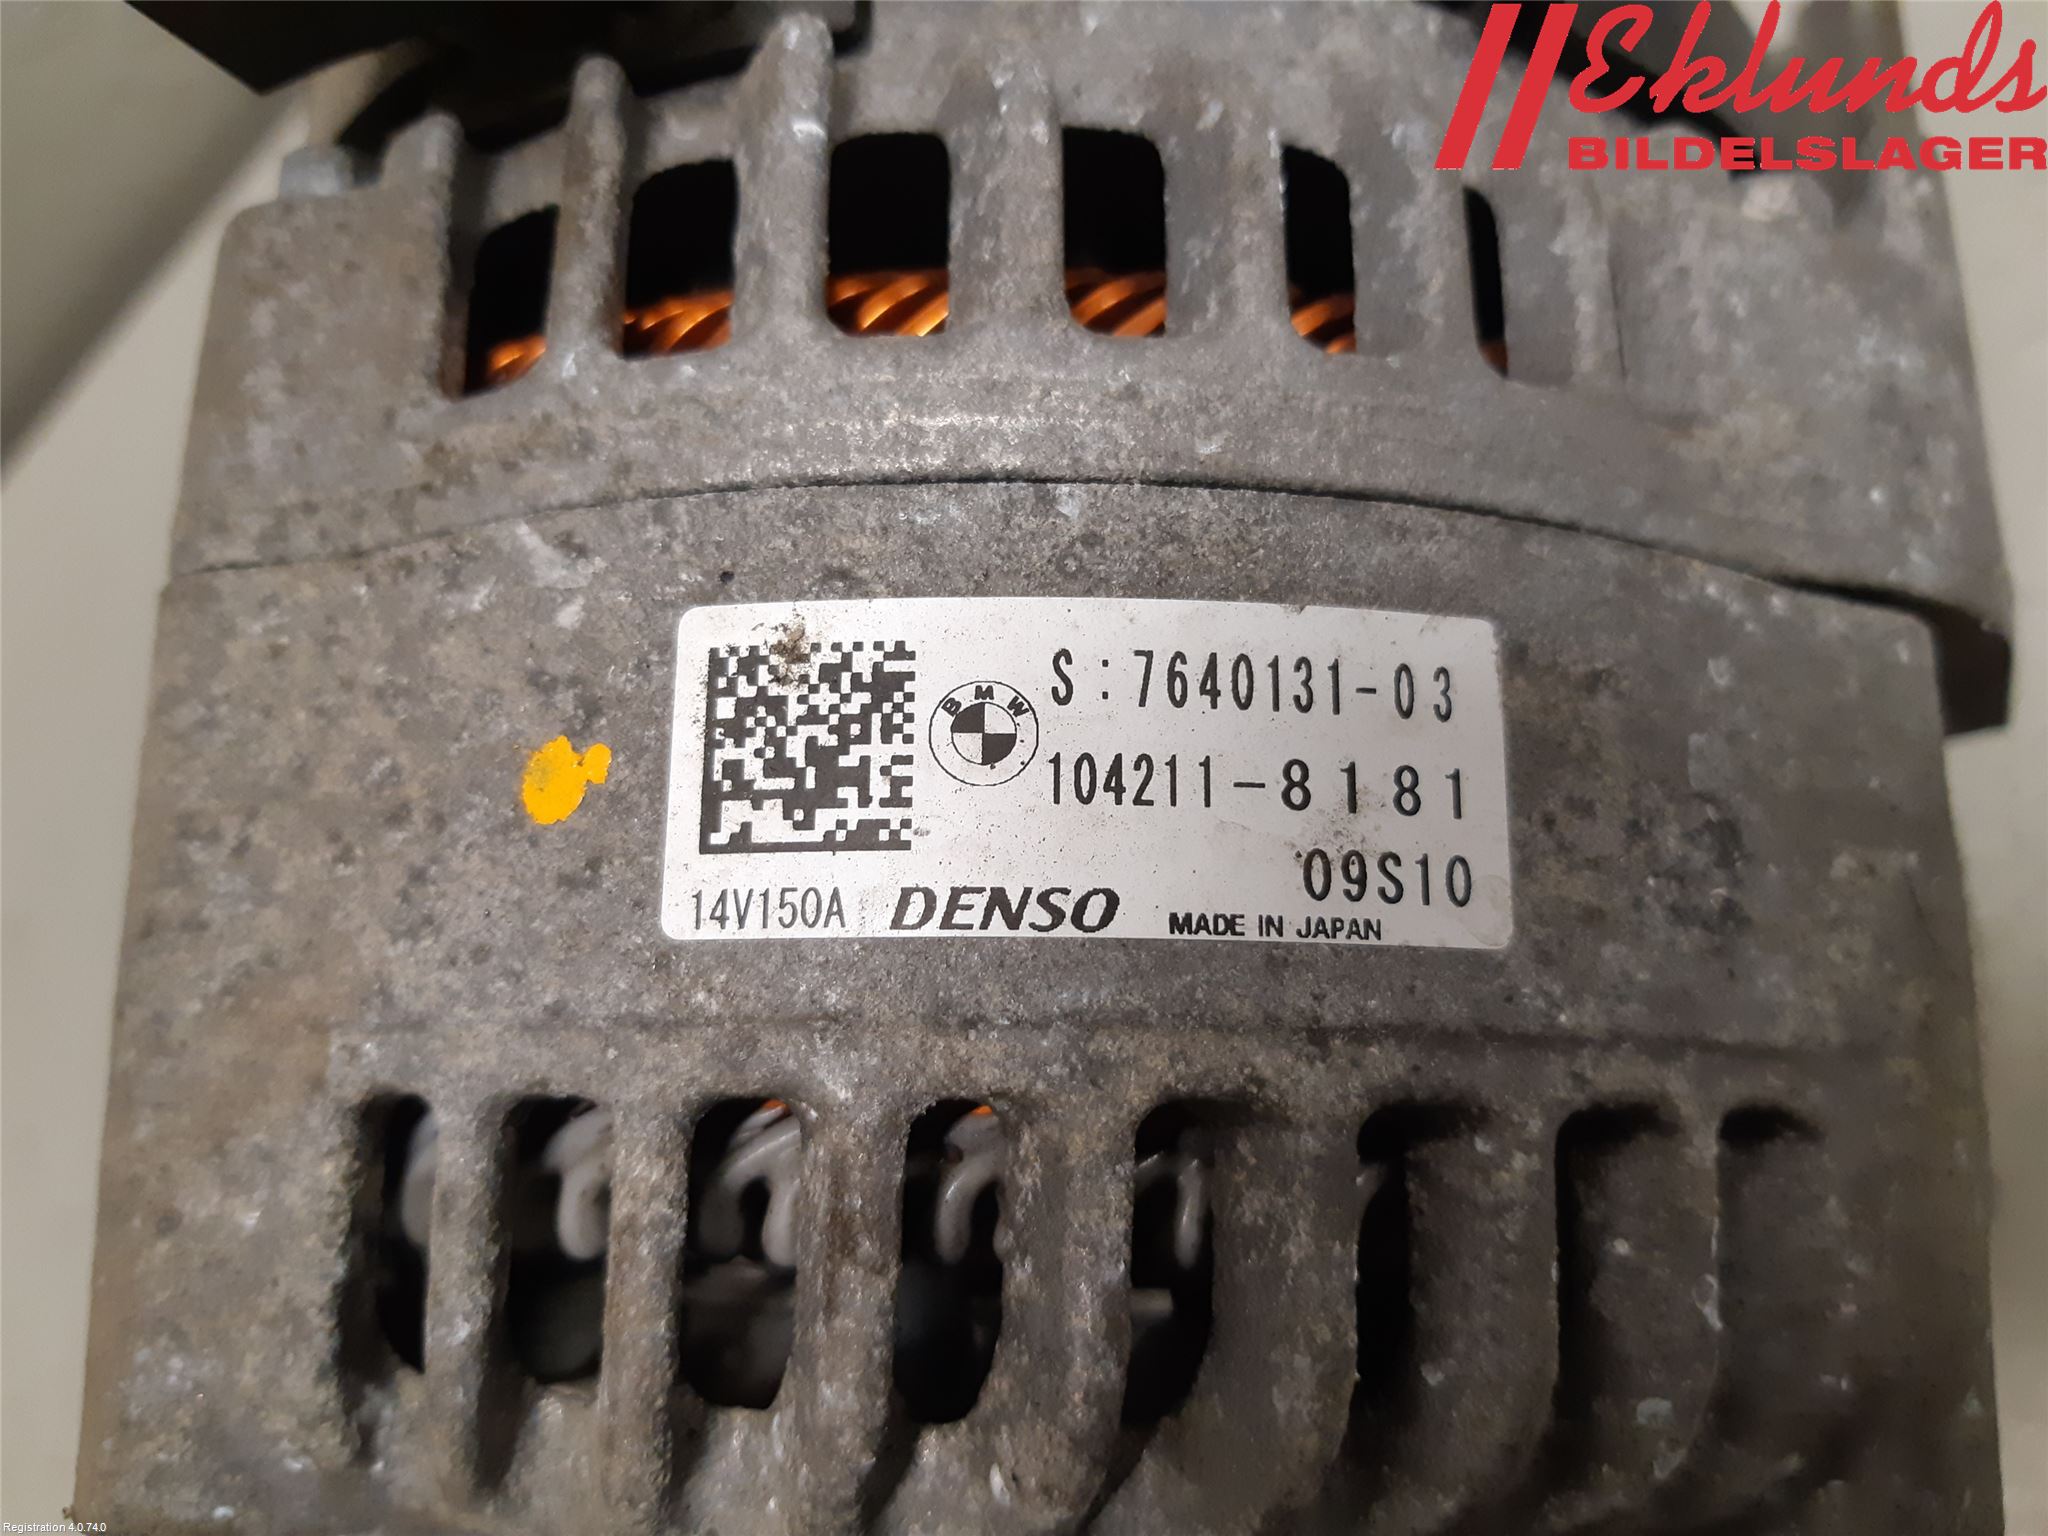 Eklunds
BILDELSLAGER
S:7640131-03
BMW
104211-8181
09S10
14V150A DENSO MADE IN JAPAN
Registration 4.0.74.0